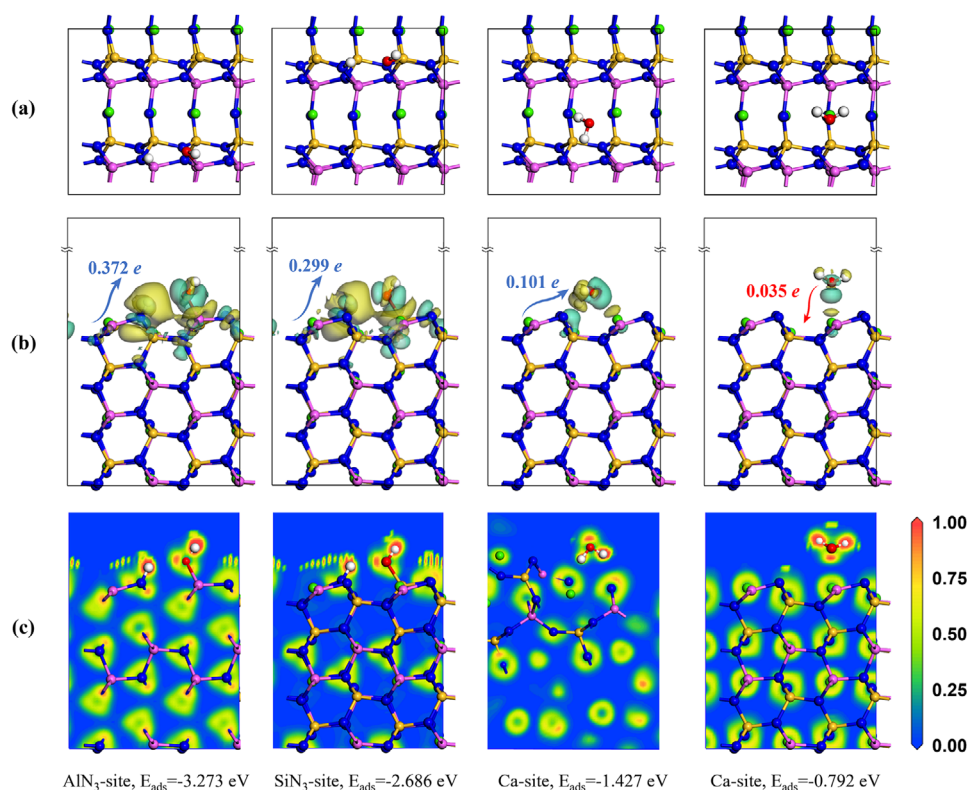 (a)
(b)
0.372 e
0.299 e
0.101 e
0.035 e
(c)
1.00
0.75
0.50
0.25
0.00
AlN₃-site, Eads=-3.273 eV
SiN₃-site, Eads=-2.686 eV
Ca-site, Eads=-1.427 eV
Ca-site, Eads=-0.792 eV